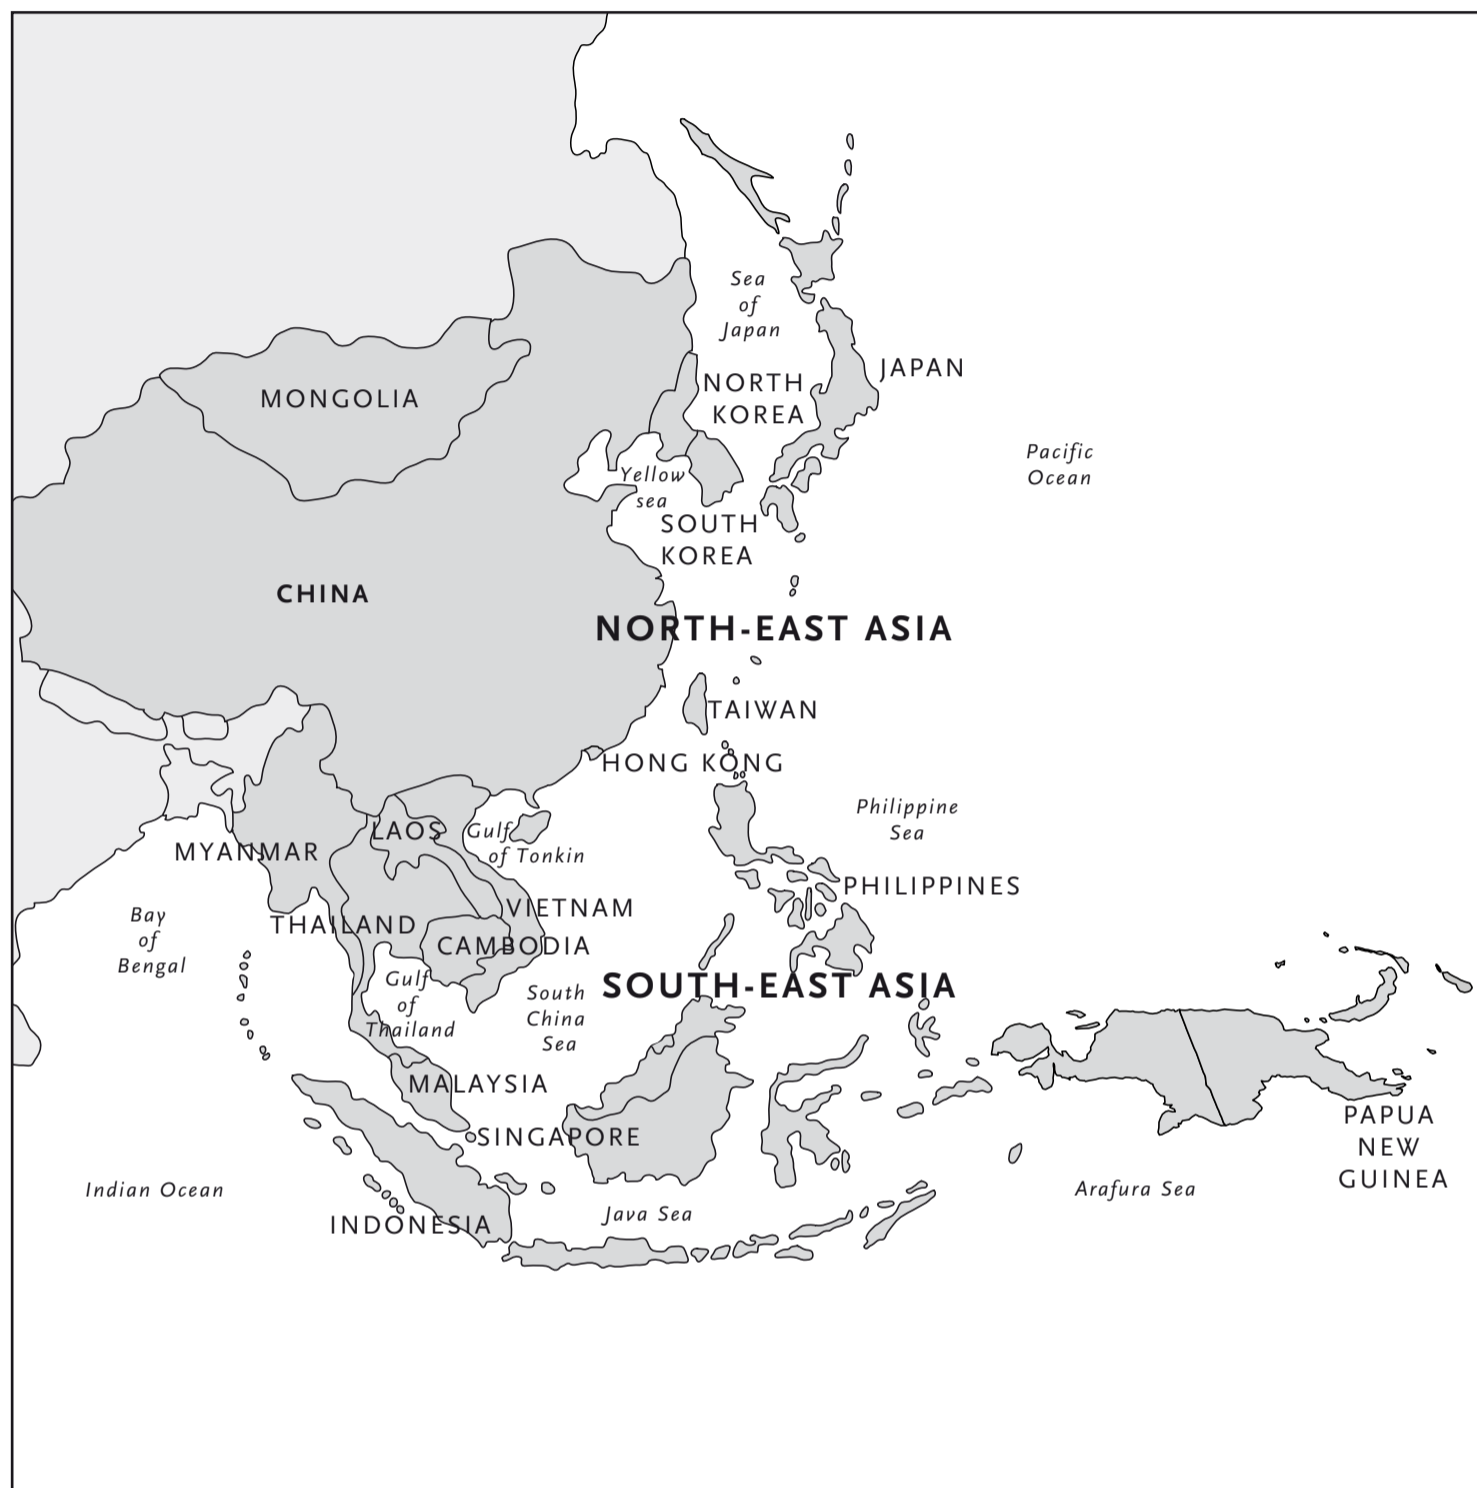 Sea
of
Japan
JAPAN
NORTH
KOREA
MONGOLIA
Pacific
Ocean
Yellow
sea
SOUTH
KOREA
CHINA
NORTH-EAST ASIA
TAIWAN
HONG KONG
Philippine
Sea
LAOS
Gulf
of Tonkin
MYANMAR
PHILIPPINES
VIETNAM
THAILAND
CAMBODIA
Bay
of
Bengal
Gulf
of
Thailand
South
China
Sea
SOUTH-EAST ASIA
MALAYSIA
SINGAPORE
PAPUA
NEW
GUINEA
Indian Ocean
Arafura Sea
Java Sea
INDONESIA